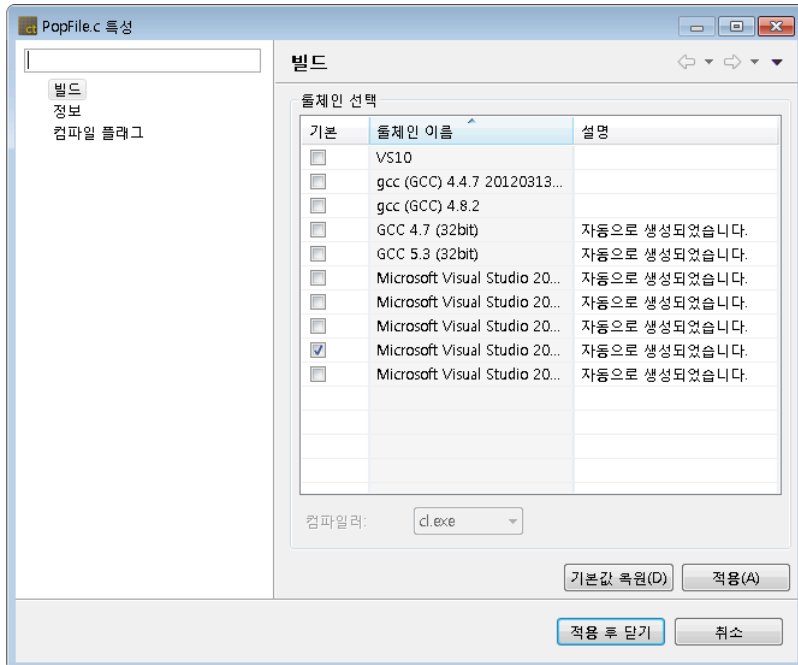 ct PopFile.c 특성
빌드
정보
컴파일 플래그
빌드
툴체인 선택
기본 툴체인 이름 설명
VS10
gcc (GCC) 4.4.7 20120313...
gcc (GCC) 4.8.2
GCC 4.7 (32bit) 자동으로 생성되었습니다.
GCC 5.3 (32bit) 자동으로 생성되었습니다.
Microsoft Visual Studio 20... 자동으로 생성되었습니다.
Microsoft Visual Studio 20... 자동으로 생성되었습니다.
Microsoft Visual Studio 20... 자동으로 생성되었습니다.
Microsoft Visual Studio 20... 자동으로 생성되었습니다.
Microsoft Visual Studio 20... 자동으로 생성되었습니다.
컴파일러: cl.exe
기본값 복원(D) 적용(A)
적용 후 닫기 취소